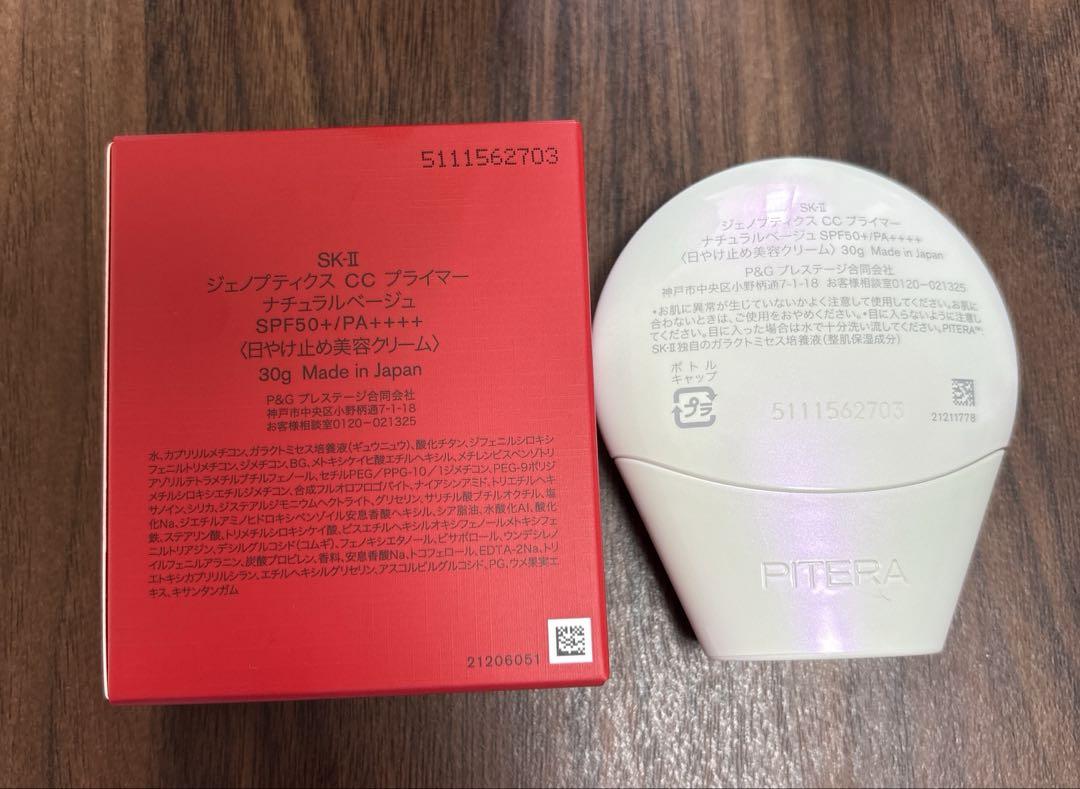 5111562703
SK-Ⅱ
ジェノプティクス CC プライマー
ナチュラルベージュ
SPF50+/PA++++
〈日やけ止め美容クリーム〉
30g Made in Japan
P&G プレステージ合同会社
神戸市中央区小野柄通7-1-18
お客様相談室0120-021325
水、カプリリルメチコン、ガラクトミセス培養液(ギュウニュウ)、酸化チタン、ジフェニルシロキシ
フェニルトリメチコン、ジメチコン、BG、メトキシケイヒ酸エチルヘキシル、メチレンビスベンゾトリ
アゾリルテトラメチルブチルフェノール、セチルPEG/PPG-10/1ジメチコン、PEG-9ポリジ
メチルシロキシエチルジメチコン、合成フルオロフロゴパイト、ナイアシンアミド、トリエチルヘキ
サノイン、シリカ、ジステアルジモニウムヘクトライト、グリセリン、サリチル酸ブチルオクチル、塩
化Na、ジエチルアミノヒドロキシベンゾイル安息香酸ヘキシル、シア脂油、水酸化Al、酸化
鉄、ステアリン酸、トリメチルシロキシケイ酸、ビスエチルヘキシルオキシフェノールメトキシフェ
ニルトリアジン、デシルグルコシド(コムギ)、フェノキシエタノール、ビサボロール、ウンデシレノ
イルフェニルアラニン、炭酸プロピレン、香料、安息香酸Na、トコフェロール、EDTA-2Na、トリ
エトキシカプリリルシラン、エチルヘキシルグリセリン、アスコルビルグルコシド、PG、ウメ果実エ
キス、キサンタンガム
21206051
SK-Ⅱ
ジェノプティクス CC プライマー
ナチュラルベージュ SPF50+/PA++++
〈日やけ止め美容クリーム〉30g Made in Japan
P&G プレステージ合同会社
神戸市中央区小野柄通7-1-18 お客様相談室0120-021325
•お肌に異常が生じていないかよく注意して使用してください。お肌に
合わないときは、ご使用をおやめください。•目に入らないように注意し
てください。目に入った場合は水で十分洗い流してください。PITERA™:
SK-Ⅱ独自のガラクトミセス培養液(整肌保湿成分)
ボトル
キャップ
プラ
5111562703
21211778
PITERA